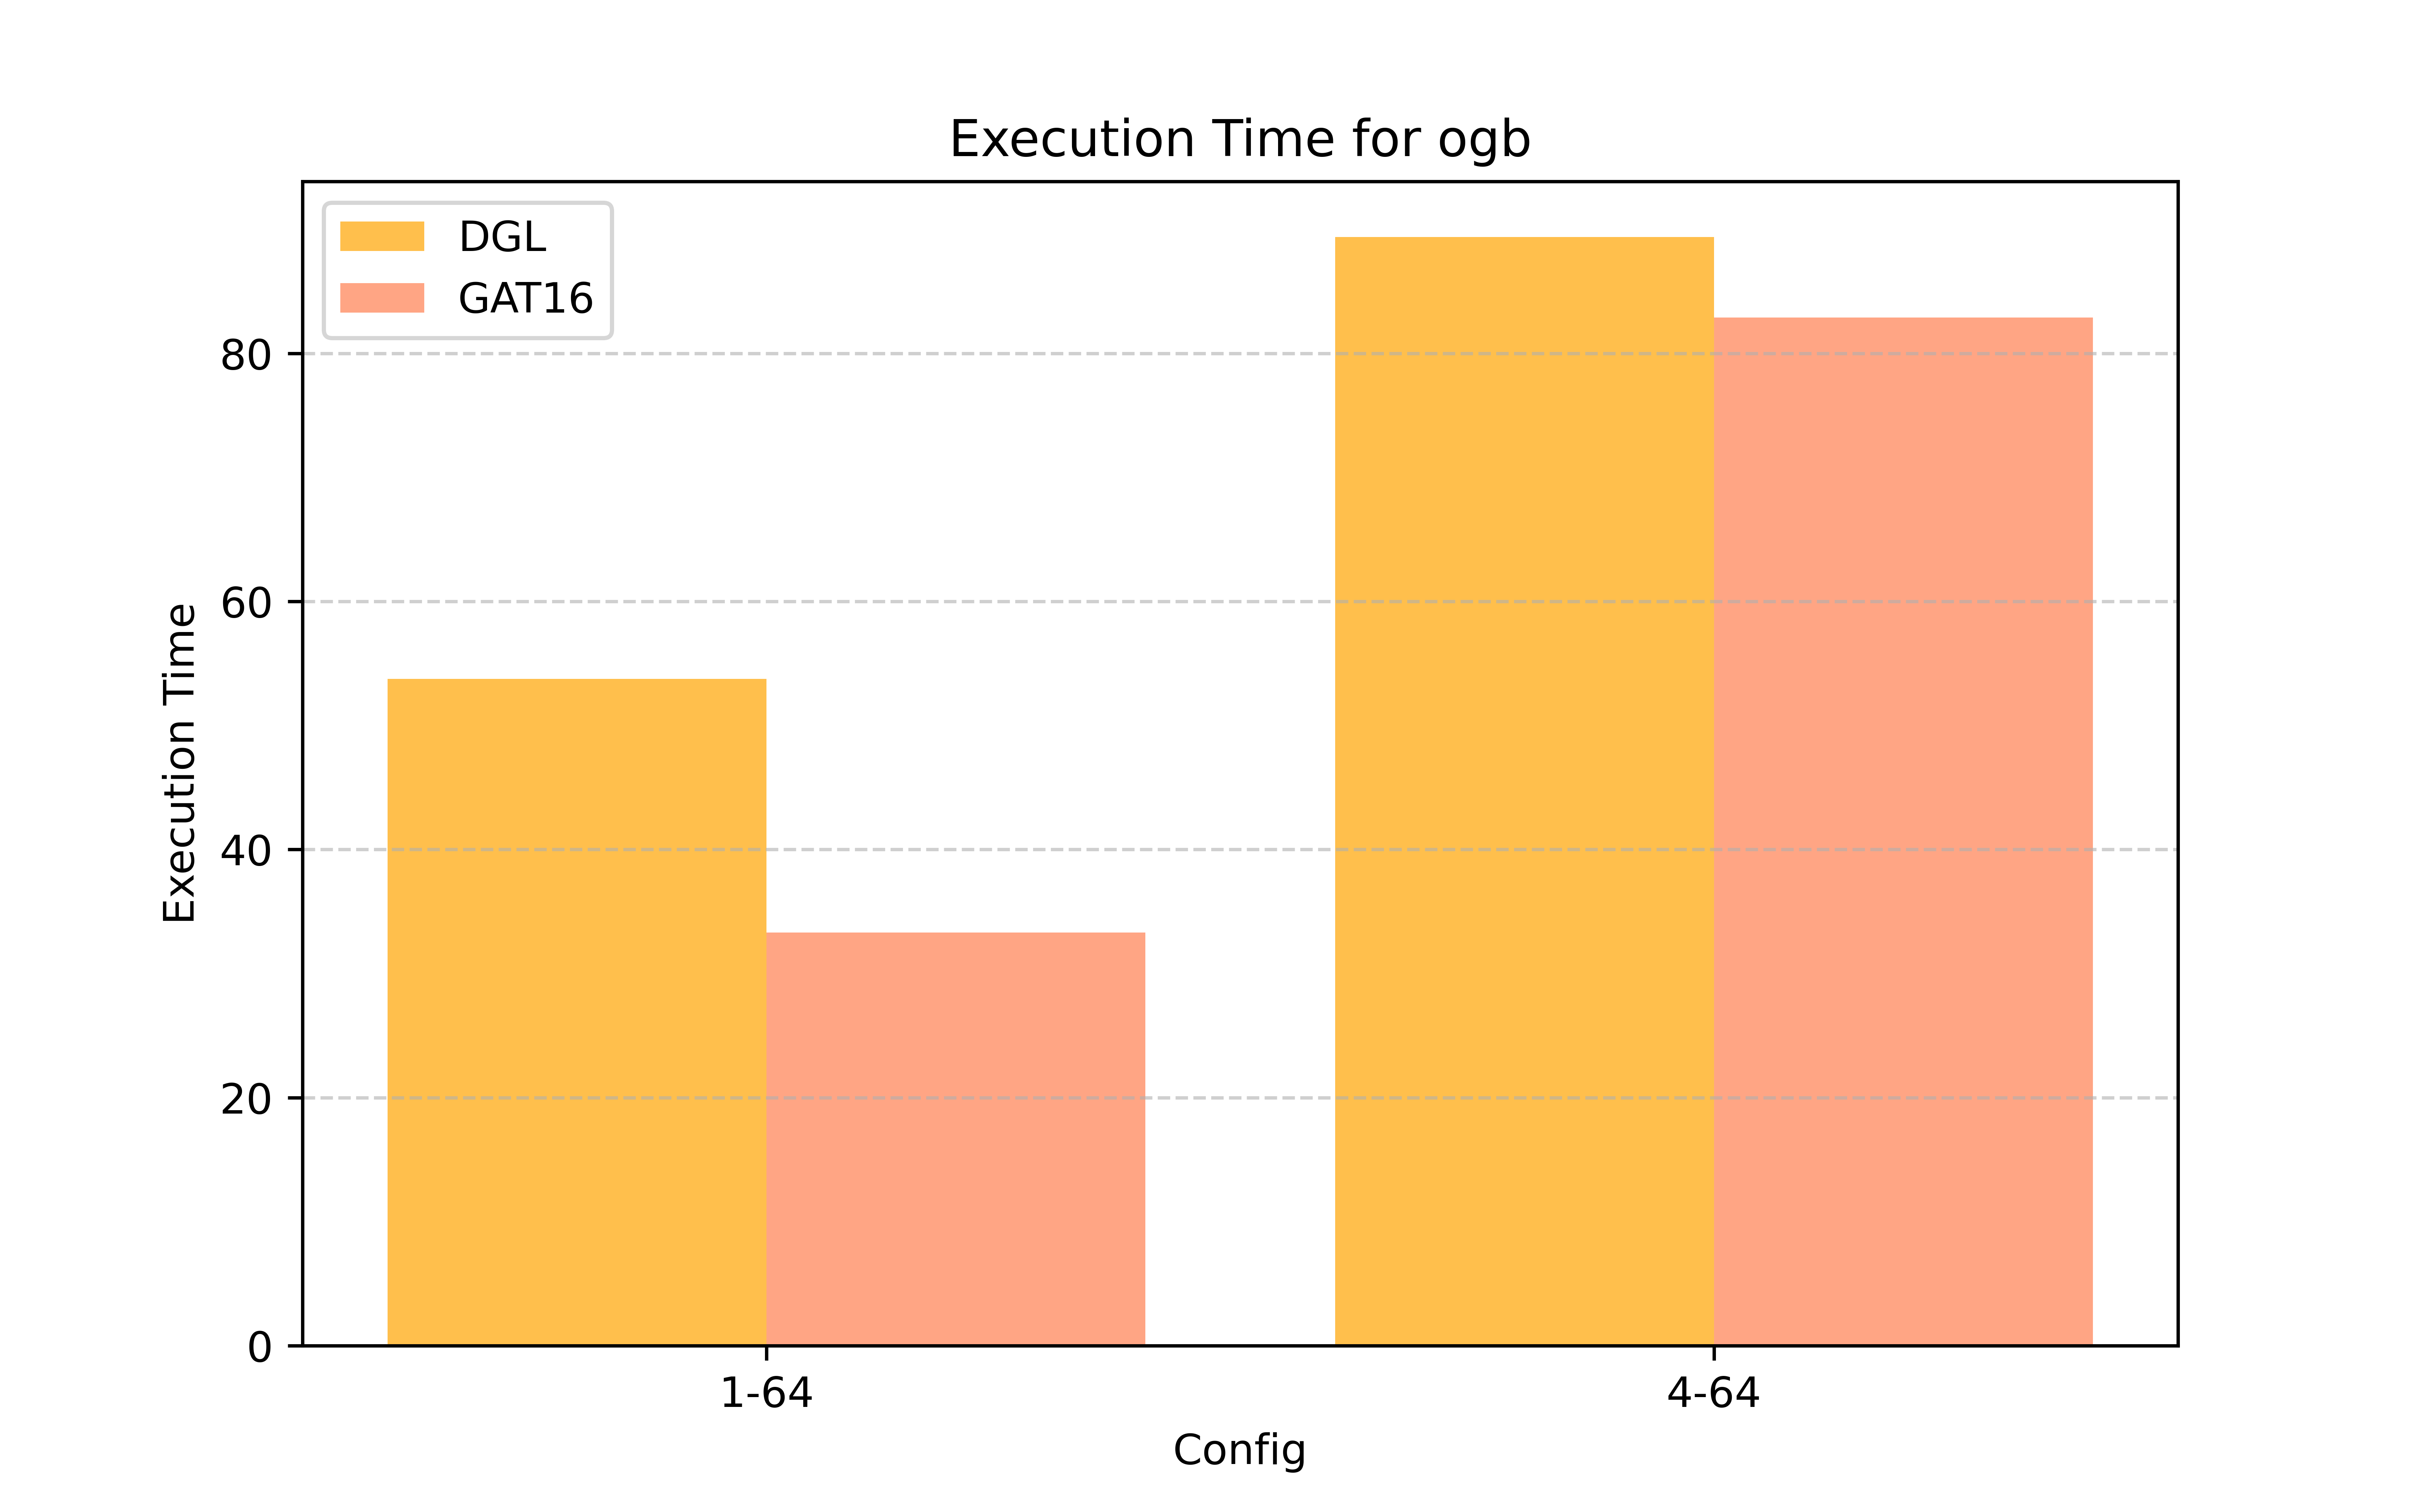 Execution Time for ogb
DGL
GAT16
Execution Time
80
60
40
20
0
1-64
4-64
Config